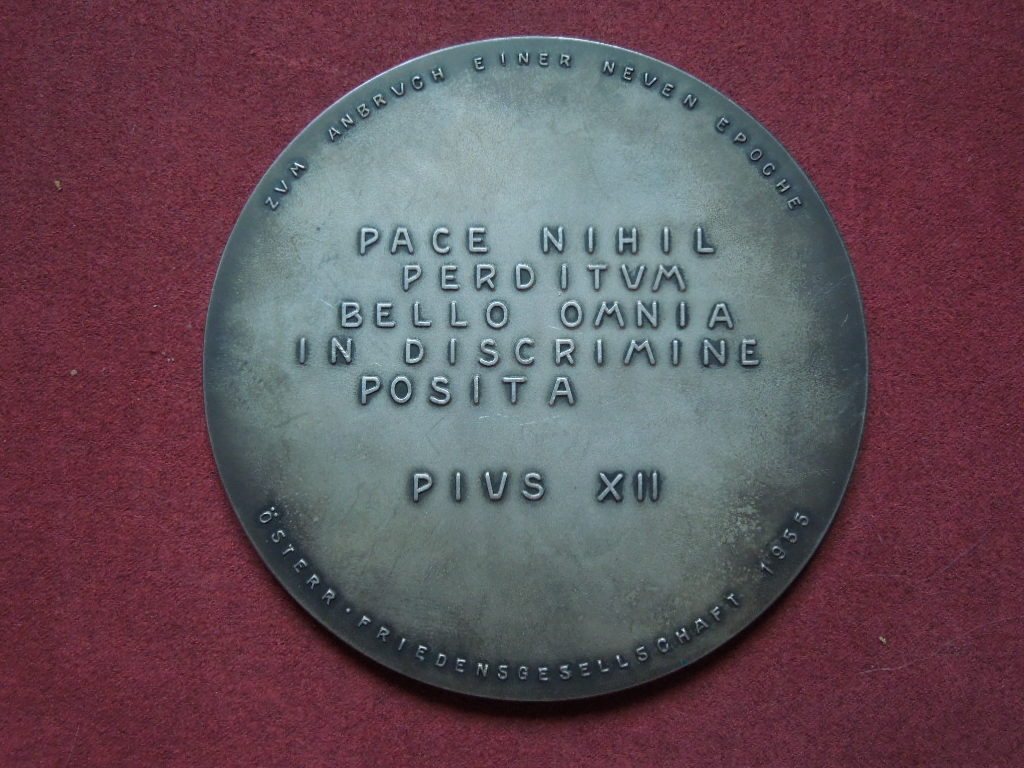 ZVM ANBRVCH EINER NEVEN EPOCHE
PACE NIHIL
PERDITVM
BELLO OMNIA
IN DISCRIMINE
POSITA
PIVS XII
ÖSTERR · FRIEDENSGESELLSCHAFT 1955